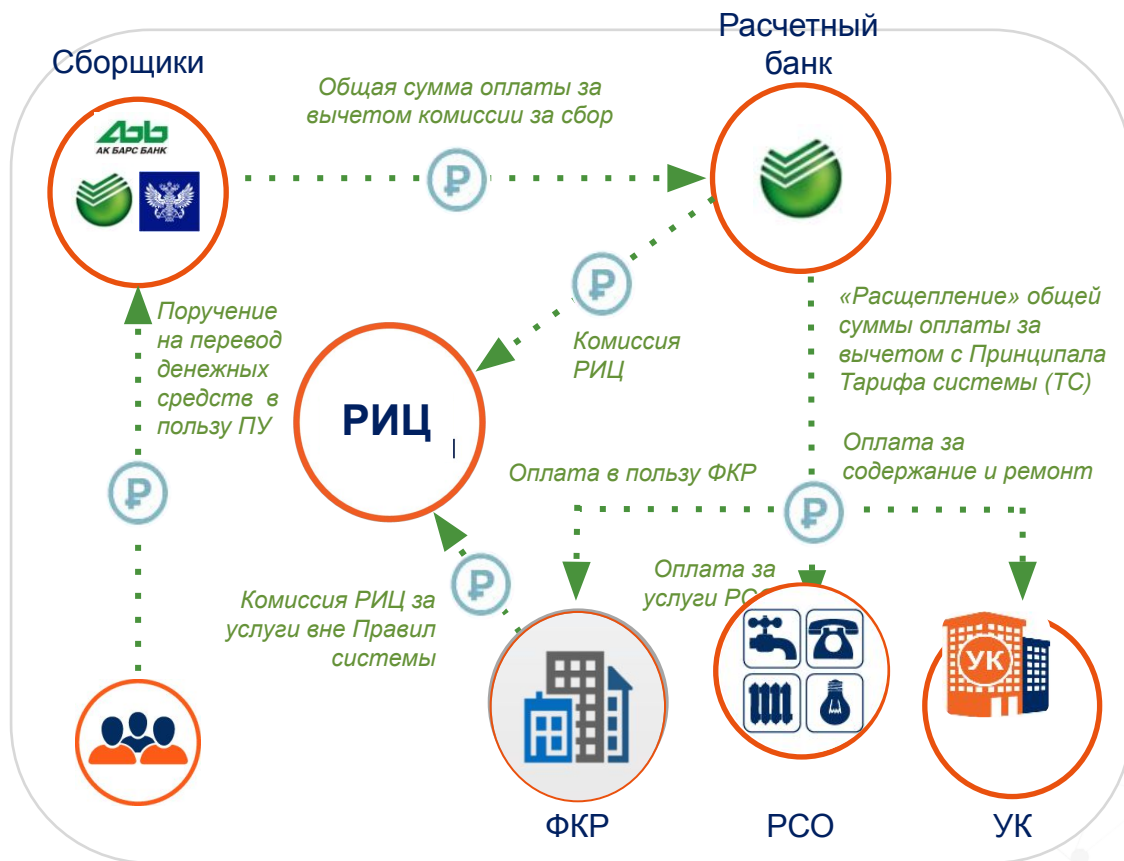 Сборщики
Расчетный
банк
Общая сумма оплаты за
вычетом комиссии за сбор
АК БАРС БАНК
Поручение
на перевод
денежных
средств в
пользу ПУ
Комиссия
РИЦ
«Расщепление» общей
суммы оплаты за
вычетом с Принципала
Тарифа системы (ТС)
РИЦ
Оплата в пользу ФКР
Оплата за
содержание и ремонт
Комиссия РИЦ за
услуги вне Правил
системы
Оплата за
услуги РСО
УК
ФКР
РСО
УК